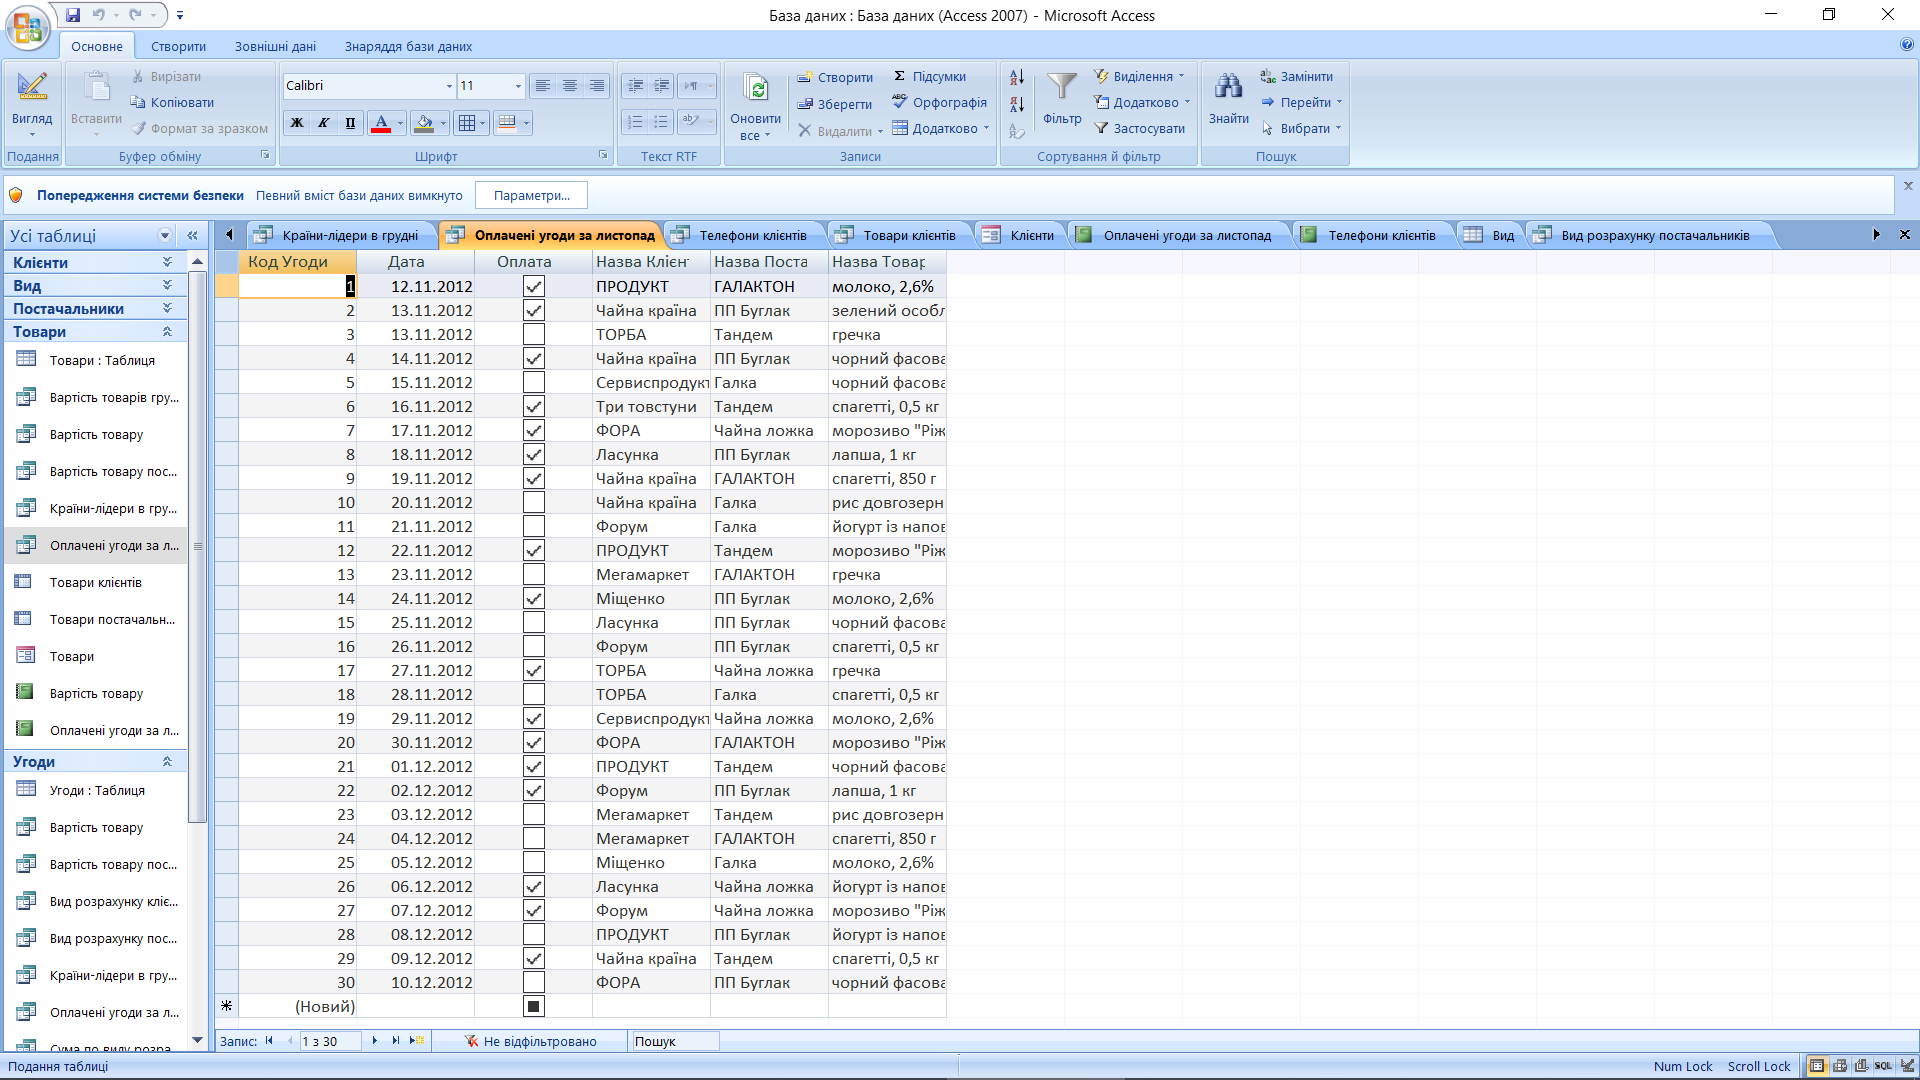 База даних : База даних (Access 2007) - Microsoft Access
Основне Створити Зовнішні дані Знаряддя бази даних
Вигляд
Подання
Вставити
Вирізати
Копіювати
Формат за зразком
Буфер обміну
Calibri 11
Ж К П
Шрифт
Текст RTF
Оновити все
Створити
Зберегти
Видалити
Підсумки
Орфографія
Додатково
Записи
Фільтр
Виділення
Додатково
Застосувати
Сортування й фільтр
Знайти
Замінити
Перейти
Вибрати
Пошук
Попередження системи безпеки Певний вміст бази даних вимкнуто Параметри...
Усі таблиці
Клієнти
Вид
Постачальники
Товари
Товари : Таблиця
Вартість товарів гру...
Вартість товару
Вартість товару пос...
Країни-лідери в гру...
Оплачені угоди за л...
Товари клієнтів
Товари постачальн...
Товари
Вартість товару
Оплачені угоди за л...
Угоди
Угоди : Таблиця
Вартість товару
Вартість товару пос...
Вид розрахунку кліє...
Вид розрахунку пос...
Країни-лідери в гру...
Оплачені угоди за л...
Сума по виду розра...
Країни-лідери в грудні Оплачені угоди за листопад Телефони клієнтів Товари клієнтів Клієнти Оплачені угоди за листопад Телефони клієнтів Вид Вид розрахунку постачальників
Код Угоди Дата Оплата Назва Клієн Назва Поста Назва Товар
1 12.11.2012 ПРОДУКТ ГАЛАКТОН молоко, 2,6%
2 13.11.2012 Чайна країна ПП Буглак зелений особл
3 13.11.2012 ТОРБА Тандем гречка
4 14.11.2012 Чайна країна ПП Буглак чорний фасова
5 15.11.2012 Сервиспродукт Галка чорний фасова
6 16.11.2012 Три товстуни Тандем спагетті, 0,5 кг
7 17.11.2012 ФОРА Чайна ложка морозиво "Ріж
8 18.11.2012 Ласунка ПП Буглак лапша, 1 кг
9 19.11.2012 Чайна країна ГАЛАКТОН спагетті, 850 г
10 20.11.2012 Чайна країна Галка рис довгозерн
11 21.11.2012 Форум Галка йогурт із напов
12 22.11.2012 ПРОДУКТ Тандем морозиво "Ріж
13 23.11.2012 Мегамаркет ГАЛАКТОН гречка
14 24.11.2012 Міщенко ПП Буглак молоко, 2,6%
15 25.11.2012 Ласунка ПП Буглак чорний фасова
16 26.11.2012 Форум ПП Буглак спагетті, 0,5 кг
17 27.11.2012 ТОРБА Чайна ложка гречка
18 28.11.2012 ТОРБА Галка спагетті, 0,5 кг
19 29.11.2012 Сервиспродукт Чайна ложка молоко, 2,6%
20 30.11.2012 ФОРА ГАЛАКТОН морозиво "Ріж
21 01.12.2012 ПРОДУКТ Тандем чорний фасова
22 02.12.2012 Форум ПП Буглак лапша, 1 кг
23 03.12.2012 Мегамаркет Тандем рис довгозерн
24 04.12.2012 Мегамаркет ГАЛАКТОН спагетті, 850 г
25 05.12.2012 Міщенко Галка молоко, 2,6%
26 06.12.2012 Ласунка Чайна ложка йогурт із напов
27 07.12.2012 Форум Чайна ложка морозиво "Ріж
28 08.12.2012 ПРОДУКТ ПП Буглак йогурт із напов
29 09.12.2012 Чайна країна Тандем спагетті, 0,5 кг
30 10.12.2012 ФОРА ПП Буглак чорний фасова
(Новий)
Запис: 1 з 30 Не відфільтровано Пошук
Подання таблиці Num Lock Scroll Lock SQL